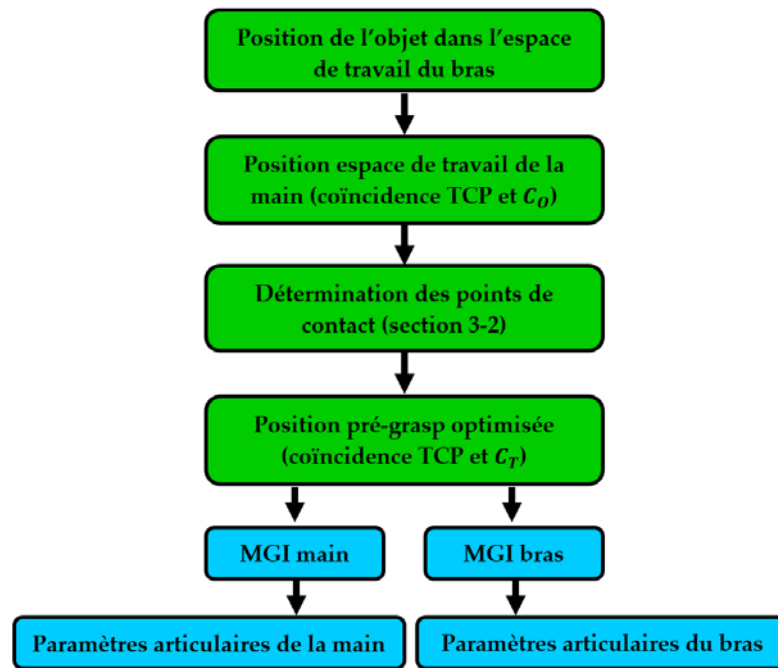 Position de l'objet dans l'espace
de travail du bras
Position espace de travail de la
main (coïncidence TCP et C_O)
Détermination des points de
contact (section 3-2)
Position pré-grasp optimisée
(coïncidence TCP et C_T)
MGI main
MGI bras
Paramètres articulaires de la main
Paramètres articulaires du bras